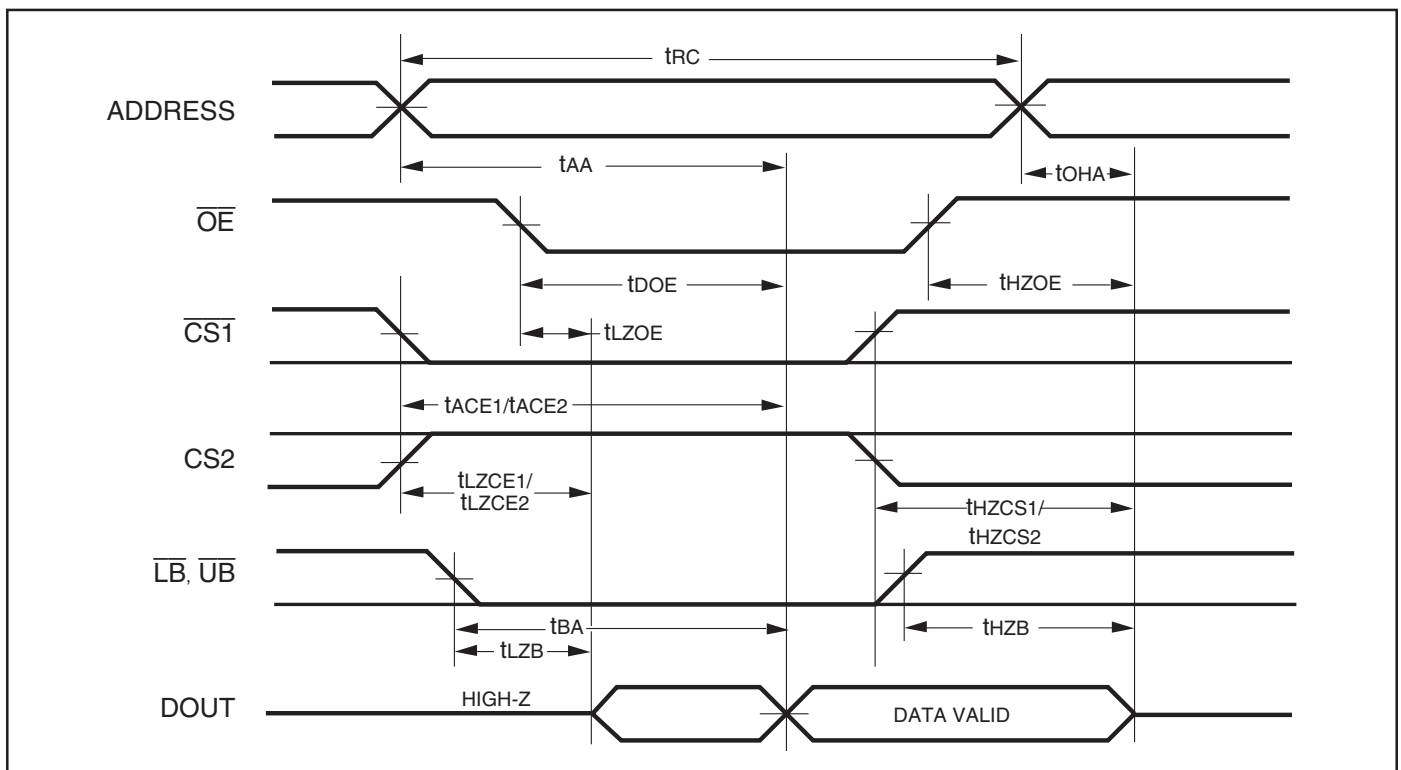 tRC
ADDRESS
tAA
tOHA
OE
tDOE
tHZOE
CS1
tLZOE
tACE1/tACE2
CS2
tLZCE1/
tLZCE2
tHZCS1/
tHZCS2
LB, UB
tBA
tHZB
tLZB
HIGH-Z
DOUT
DATA VALID